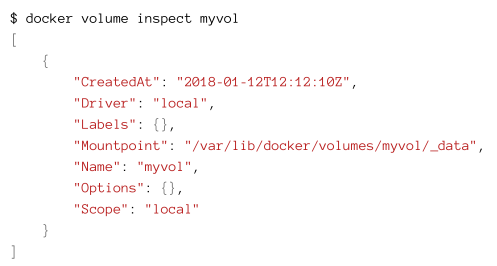 $ docker volume inspect myvol
[
    {
        "CreatedAt": "2018-01-12T12:12:10Z",
        "Driver": "local",
        "Labels": {},
        "Mountpoint": "/var/lib/docker/volumes/myvol/_data",
        "Name": "myvol",
        "Options": {},
        "Scope": "local"
    }
]